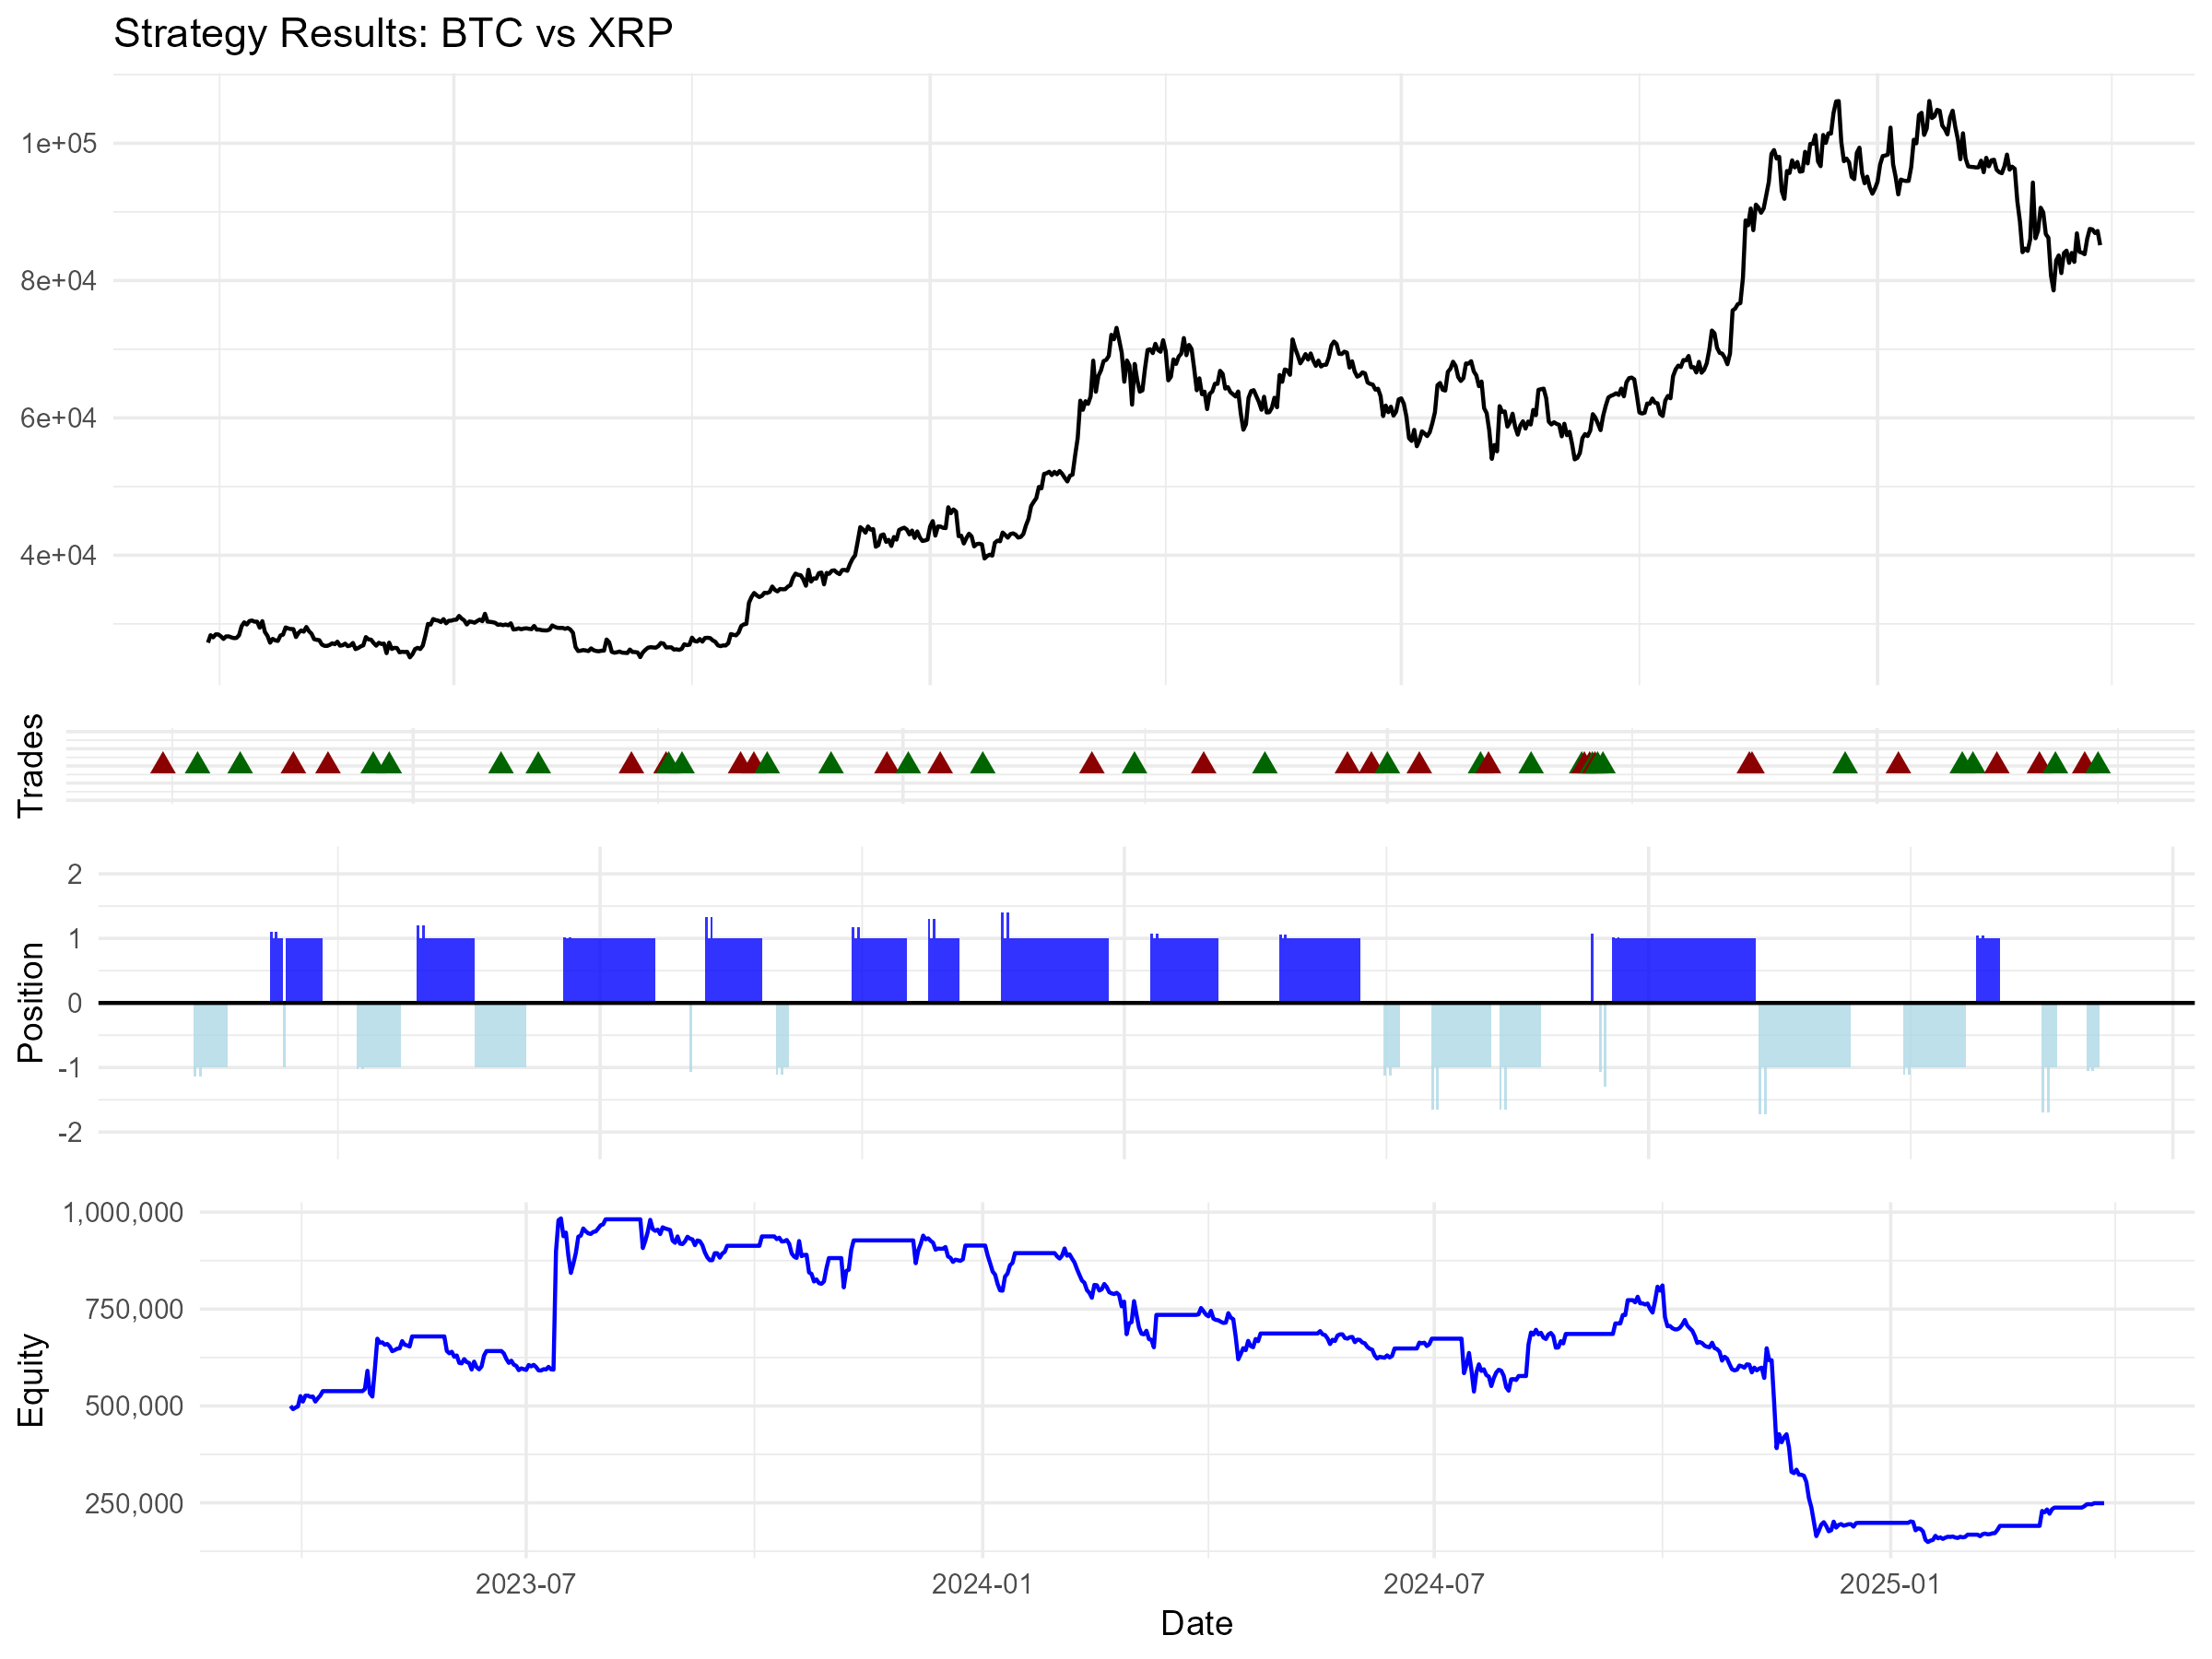 Strategy Results: BTC vs XRP
1e+05
8e+04
6e+04
4e+04
Trades
Position
2
1
0
-1
-2
Equity
1,000,000
750,000
500,000
250,000
2023-07 2024-01 2024-07 2025-01
Date